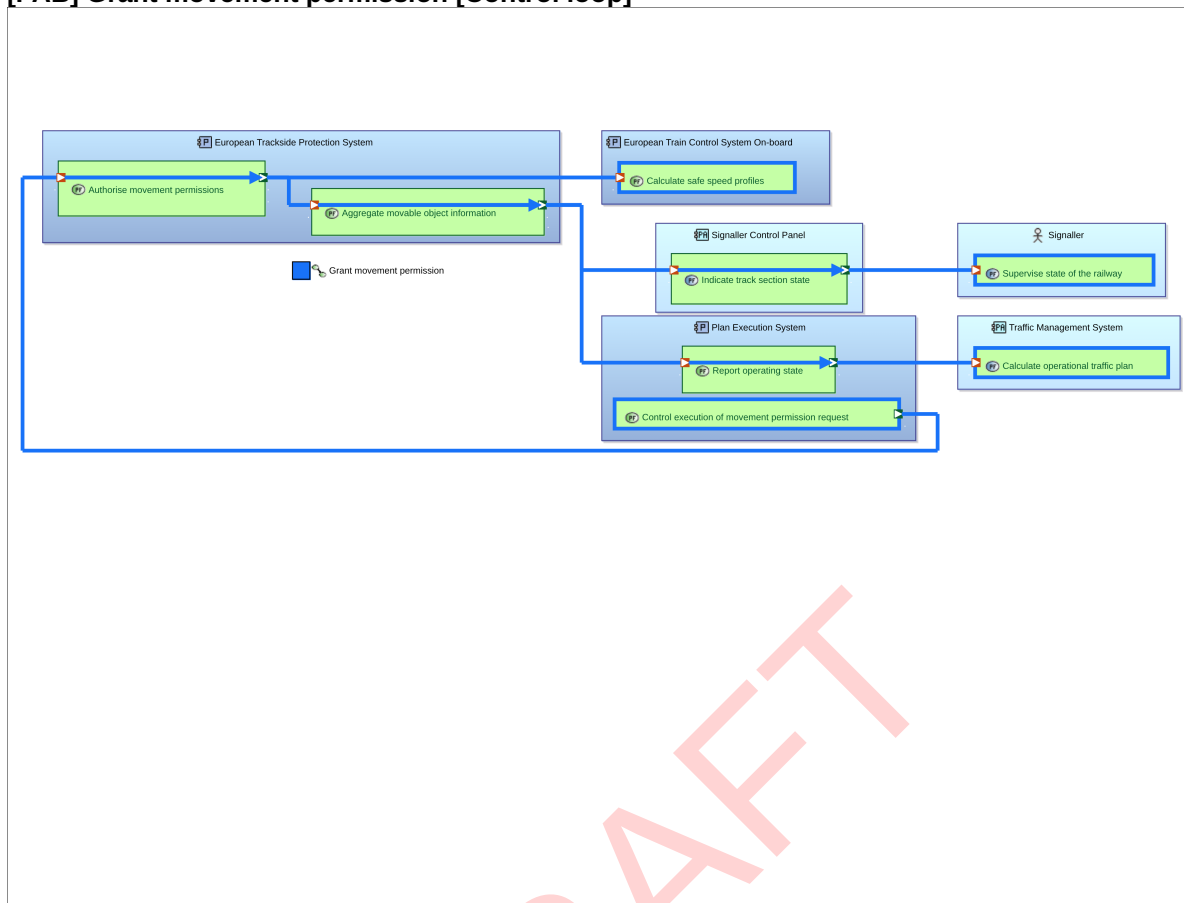 [PAB] Grant movement permission [Control loop]
European Trackside Protection System
European Train Control System On-board
Authorise movement permissions
Calculate safe speed profiles
Aggregate movable object information
Signaller Control Panel
Signaller
Grant movement permission
Indicate track section state
Supervise state of the railway
Plan Execution System
Traffic Management System
Report operating state
Calculate operational traffic plan
Control execution of movement permission request